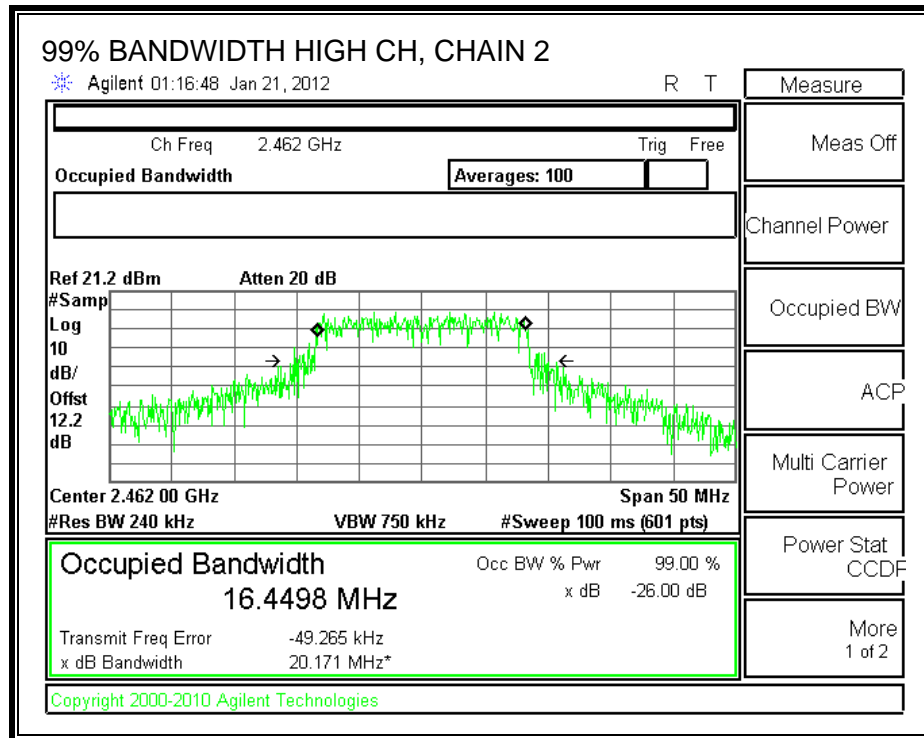 99% BANDWIDTH HIGH CH, CHAIN 2
Agilent 01:16:48 Jan 21, 2012 R T
Measure
Ch Freq 2.462 GHz Trig Free
Meas Off
Occupied Bandwidth Averages: 100
Channel Power
Ref 21.2 dBm Atten 20 dB
#Samp
Log
10
dB/
Offst
12.2
dB
Occupied BW
ACP
Multi Carrier
Power
Center 2.462 00 GHz Span 50 MHz
#Res BW 240 kHz VBW 750 kHz #Sweep 100 ms (601 pts)
Power Stat
CCDF
Occupied Bandwidth Occ BW % Pwr 99.00 %
16.4498 MHz x dB -26.00 dB
Transmit Freq Error -49.265 kHz
x dB Bandwidth 20.171 MHz*
More
1 of 2
Copyright 2000-2010 Agilent Technologies